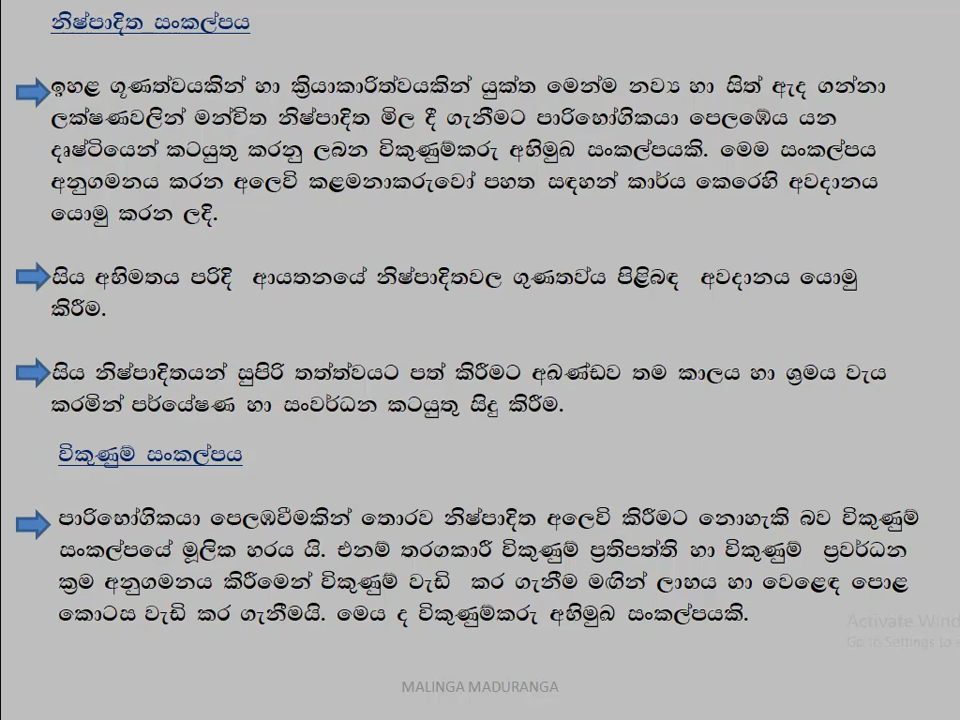 නිෂ්පාදිත සංකල්පය
ඉහළ ගුණත්වයකින් හා ක්‍රියාකාරිත්වයකින් යුක්ත මෙන්ම නව්‍ය හා සිත් ඇද ගන්නා
ලක්ෂණවලින් මන්විත නිෂ්පාදිත මිල දී ගැනීමට පාරිභෝගිකයා පෙලඹේය යන
දෘෂ්ටියෙන් කටයුතු කරනු ලබන විකුණුම්කරු අභිමුඛ සංකල්පයකි. මෙම සංකල්පය
අනුගමනය කරන අලෙවි කළමනාකරුවෝ පහත සඳහන් කාර්ය කෙරෙහි අවදානය
යොමු කරන ලදි.
සිය අභිමතය පරිදි ආයතනයේ නිෂ්පාදිතවල ගුණතව්ය පිළිබඳ අවදානය යොමු
කිරීම.
සිය නිෂ්පාදිතයන් සුපිරි තත්ත්වයට පත් කිරීමට අඛණ්ඩව තම කාලය හා ශ්‍රමය වැය
කරමින් පර්යේෂණ හා සංවර්ධන කටයුතු සිදු කිරීම.
විකුණුම් සංකල්පය
පාරිභෝගිකයා පෙලඹවීමකින් තොරව නිෂ්පාදිත අලෙවි කිරීමට නොහැකි බව විකුණුම්
සංකල්පයේ මූලික හරය යි. එනම් තරගකාරී විකුණුම් ප්‍රතිපත්ති හා විකුණුම් ප්‍රවර්ධන
ක්‍රම අනුගමනය කිරීමෙන් විකුණුම් වැඩි කර ගැනීම මඟින් ලාභය හා වෙළෙඳ පොළ
කොටස වැඩි කර ගැනීමයි. මෙය ද විකුණුම්කරු අභිමුඛ සංකල්පයකි.
Activate Wind
Go to Settings to
MALINGA MADURANGA